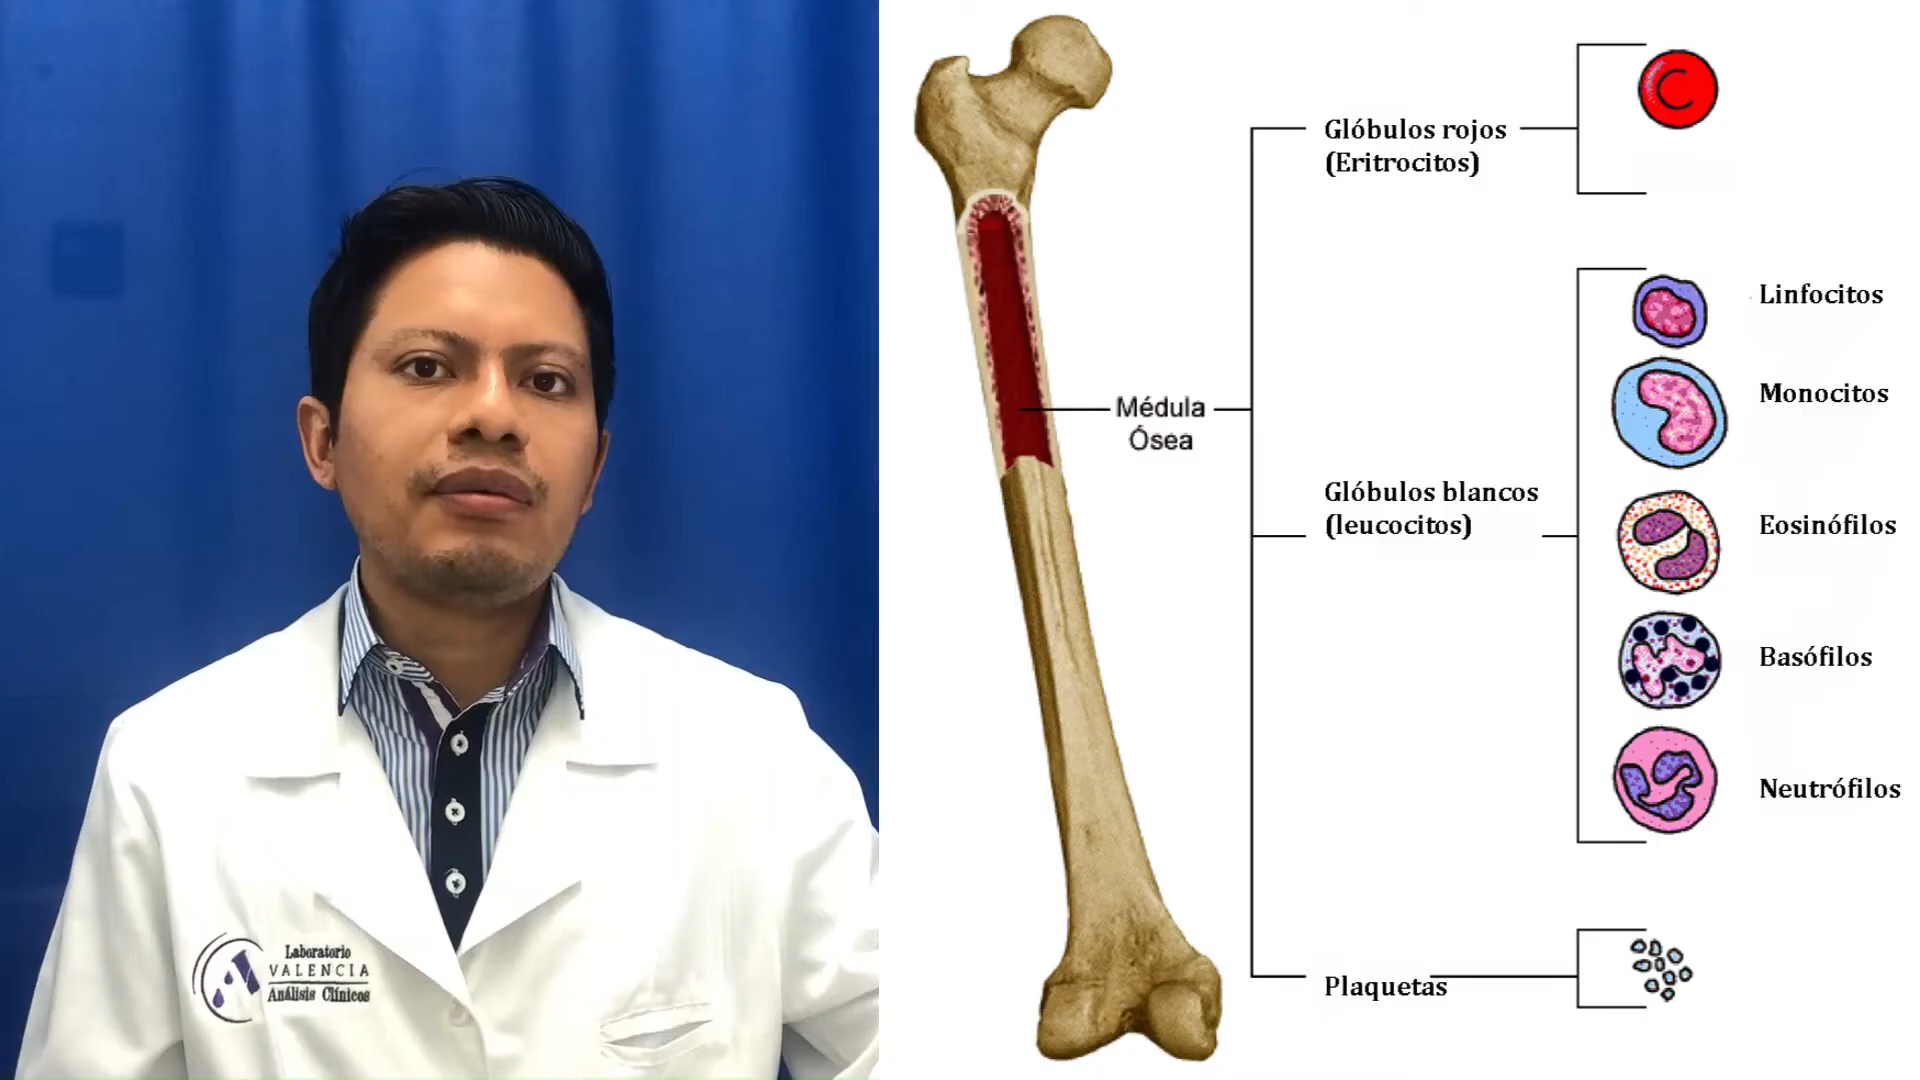 Laboratorio
VALENCIA
Análisis Clínicos
Médula
Ósea
Glóbulos rojos
(Eritrocitos)
Glóbulos blancos
(leucocitos)
Plaquetas
Linfocitos
Monocitos
Eosinófilos
Basófilos
Neutrófilos